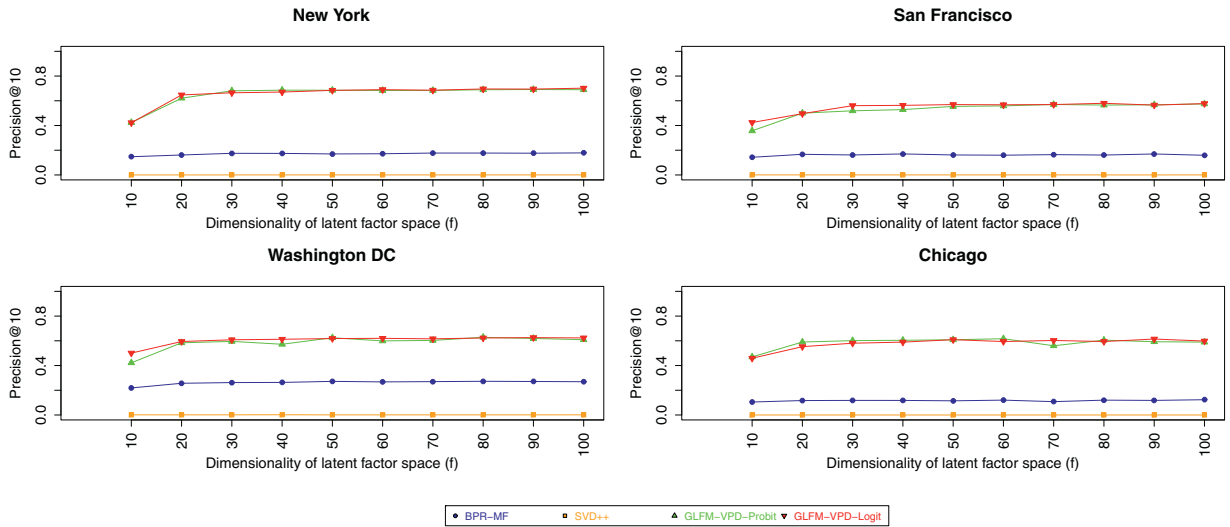 New York
Precision@10
0.8
0.4
0.0
10 20 30 40 50 60 70 80 90 100
Dimensionality of latent factor space (f)
San Francisco
Precision@10
0.8
0.4
0.0
10 20 30 40 50 60 70 80 90 100
Dimensionality of latent factor space (f)
Washington DC
Precision@10
0.8
0.4
0.0
10 20 30 40 50 60 70 80 90 100
Dimensionality of latent factor space (f)
Chicago
Precision@10
0.8
0.4
0.0
10 20 30 40 50 60 70 80 90 100
Dimensionality of latent factor space (f)
BPR−MF SVD++ GLFM−VPD−Probit GLFM−VPD−Logit